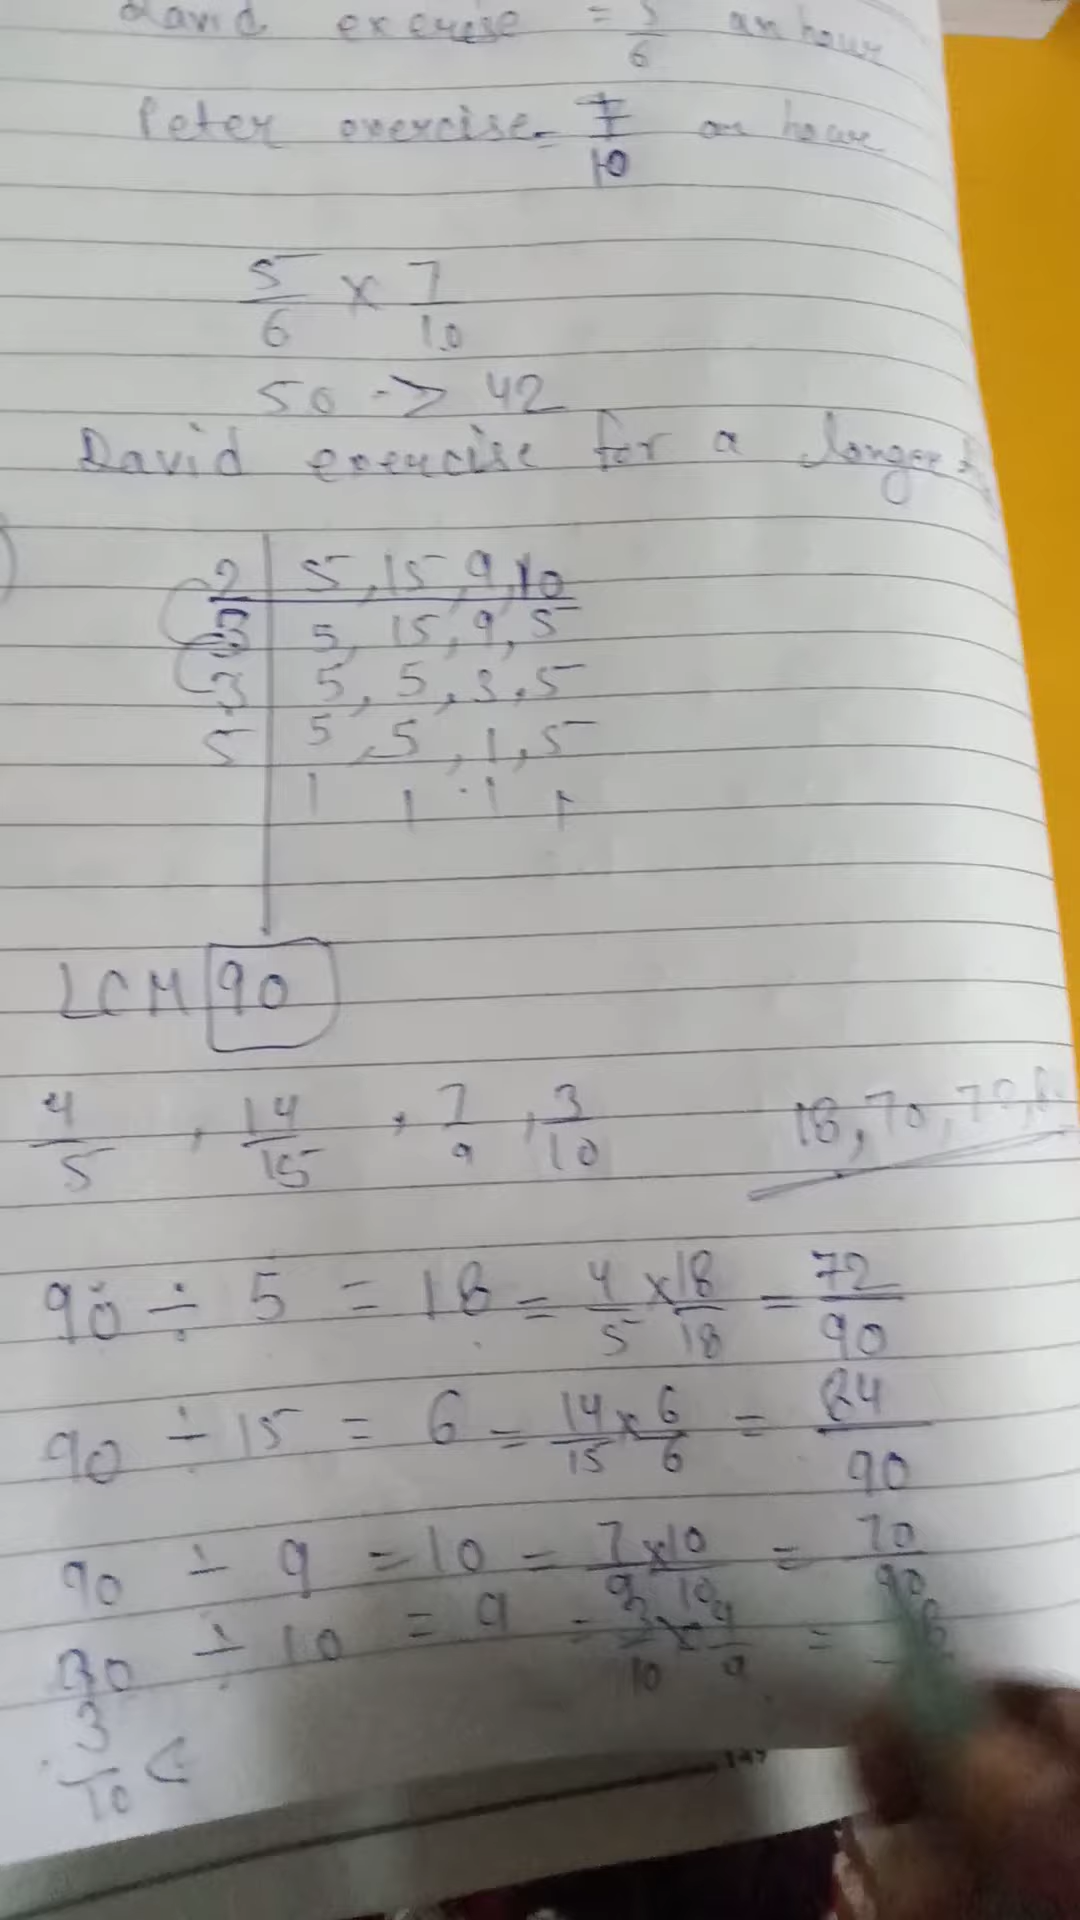 David exercise = 5/6 an hour
Peter exercise = 7/10 an hour
5/6 × 7/10
50 -> 42
David exercise for a longer
2 | 5, 15, 9, 10
3 | 5, 15, 9, 5
3 | 5, 5, 3, 5
5 | 5, 5, 1, 5
1 1 1 1
LCM 90
4/5, 14/15, 7/9, 3/10 18, 70, 72,
90 ÷ 5 = 18 = 4/5 × 18/18 = 72/90
90 ÷ 15 = 6 = 14/15 × 6/6 = 84/90
90 ÷ 9 = 10 = 7/9 × 10/10 = 70/90
90 ÷ 10 = 9 = 3/10 × 9/9 =
3/10 <